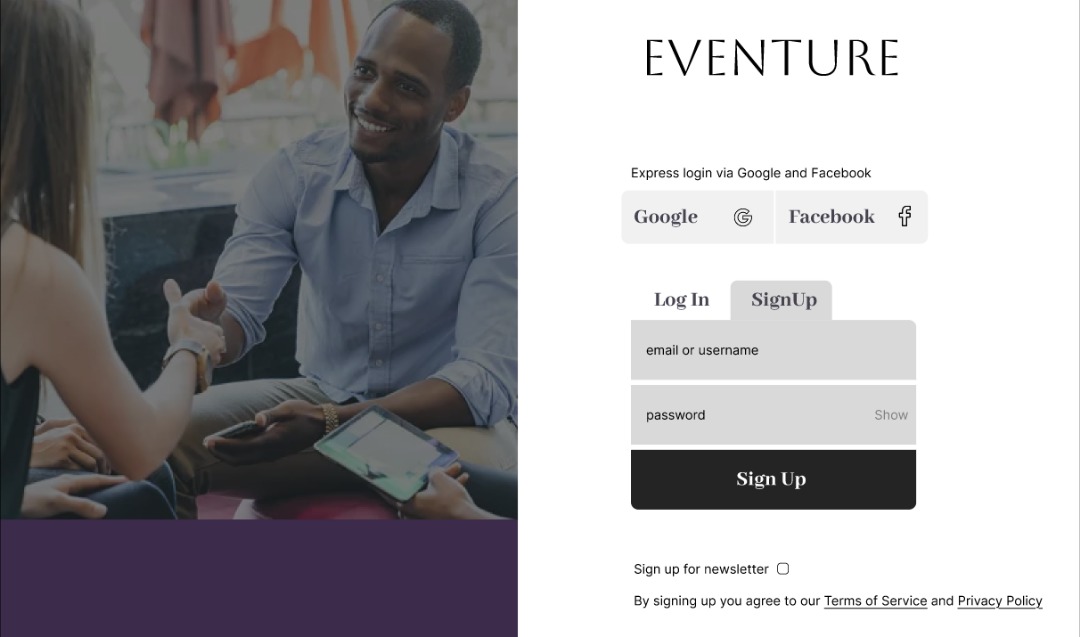 EVENTURE
Express login via Google and Facebook
Google Facebook
Log In SignUp
email or username
password Show
Sign Up
Sign up for newsletter
By signing up you agree to our Terms of Service and Privacy Policy